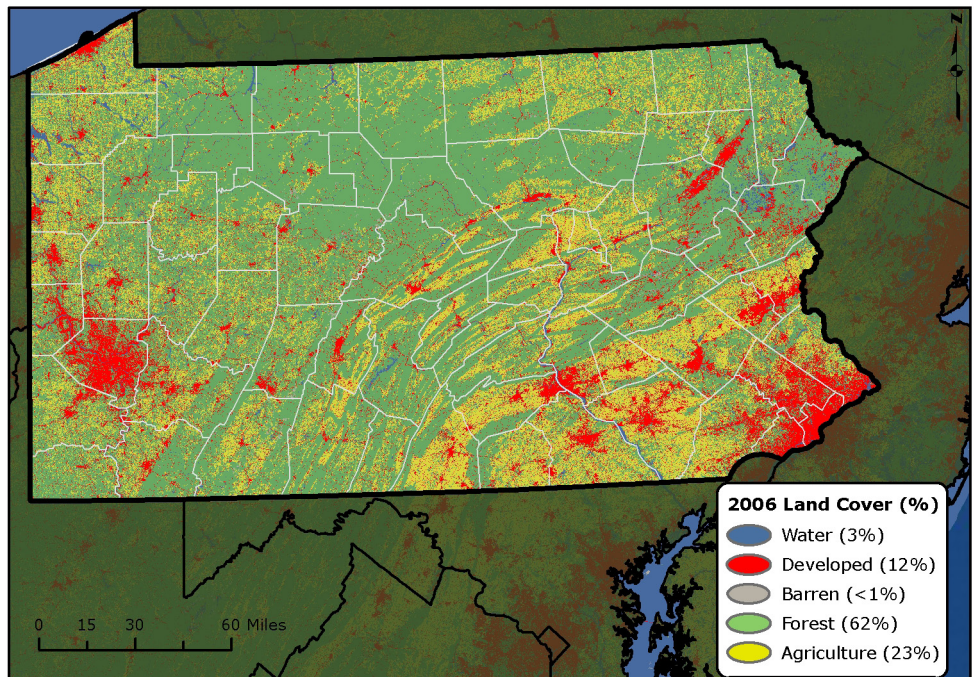 N
2006 Land Cover (%)
Water (3%)
Developed (12%)
Barren (<1%)
Forest (62%)
Agriculture (23%)
0 15 30 60 Miles